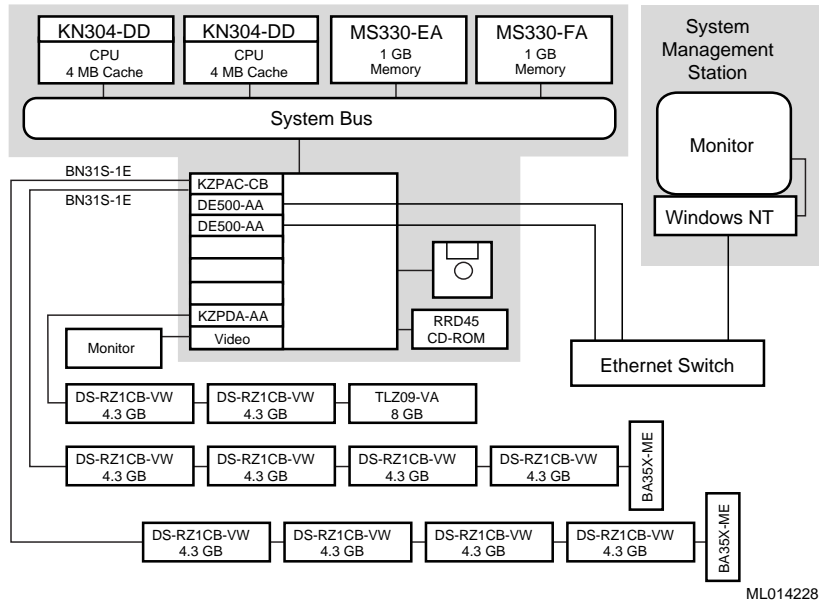 KN304-DD
CPU
4 MB Cache
KN304-DD
CPU
4 MB Cache
MS330-EA
1 GB
Memory
MS330-FA
1 GB
Memory
System
Management
Station
System Bus
Monitor
Windows NT
BN31S-1E
BN31S-1E
KZPAC-CB
DE500-AA
DE500-AA
KZPDA-AA
Video
Monitor
RRD45
CD-ROM
Ethernet Switch
DS-RZ1CB-VW
4.3 GB
DS-RZ1CB-VW
4.3 GB
TLZ09-VA
8 GB
DS-RZ1CB-VW
4.3 GB
DS-RZ1CB-VW
4.3 GB
DS-RZ1CB-VW
4.3 GB
DS-RZ1CB-VW
4.3 GB
BA35X-ME
DS-RZ1CB-VW
4.3 GB
DS-RZ1CB-VW
4.3 GB
DS-RZ1CB-VW
4.3 GB
DS-RZ1CB-VW
4.3 GB
BA35X-ME
ML014228